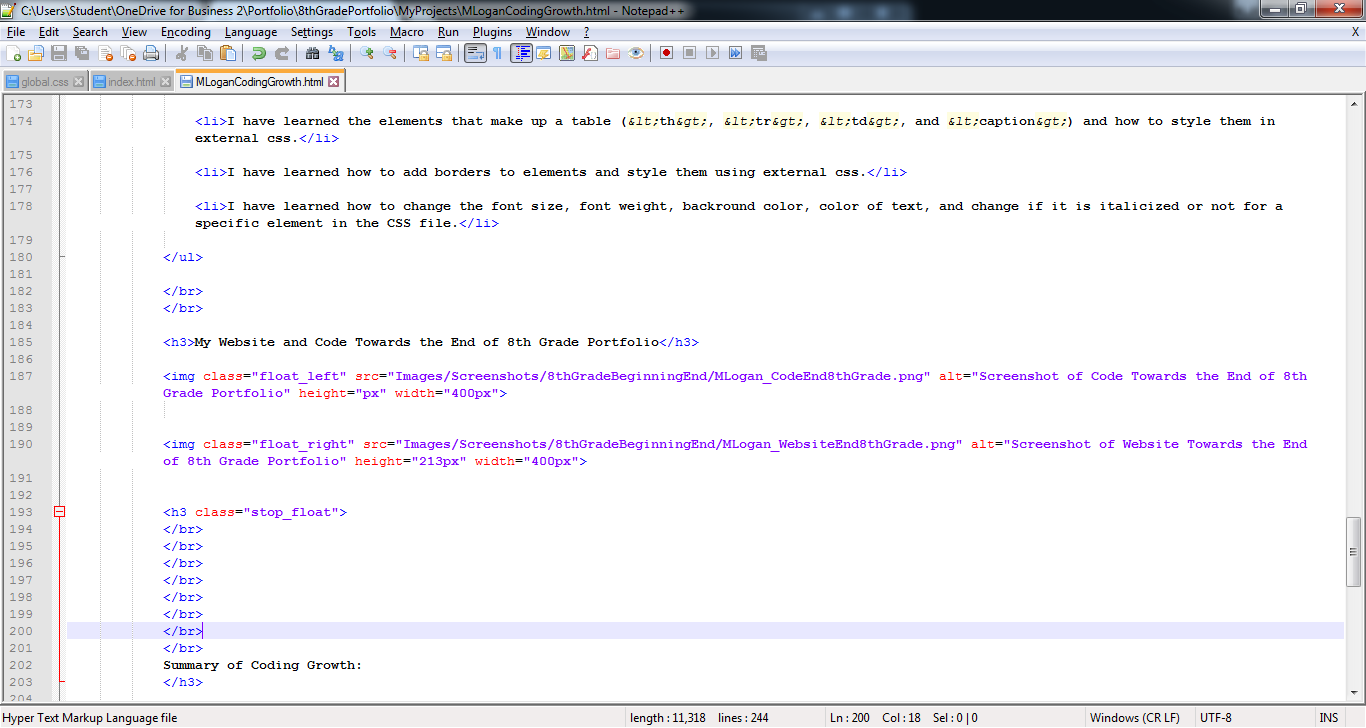 C:\Users\Student\OneDrive for Business 2\Portfolio\8thGradePortfolio\MyProjects\MLoganCodingGrowth.html - Notepad++
File Edit Search View Encoding Language Settings Tools Macro Run Plugins Window ? X
global.css index.html MLoganCodingGrowth.html
173
174 <li>I have learned the elements that make up a table (&lt;th&gt;, &lt;tr&gt;, &lt;td&gt;, and &lt;caption&gt;) and how to style them in
external css.</li>
175
176 <li>I have learned how to add borders to elements and style them using external css.</li>
177
178 <li>I have learned how to change the font size, font weight, backround color, color of text, and change if it is italicized or not for a
specific element in the CSS file.</li>
179
180 </ul>
181
182 </br>
183 </br>
184
185 <h3>My Website and Code Towards the End of 8th Grade Portfolio</h3>
186
187 <img class="float_left" src="Images/Screenshots/8thGradeBeginningEnd/MLogan_CodeEnd8thGrade.png" alt="Screenshot of Code Towards the End of 8th
Grade Portfolio" height="px" width="400px">
188
189
190 <img class="float_right" src="Images/Screenshots/8thGradeBeginningEnd/MLogan_WebsiteEnd8thGrade.png" alt="Screenshot of Website Towards the End
of 8th Grade Portfolio" height="213px" width="400px">
191
192
193 <h3 class="stop_float">
194 </br>
195 </br>
196 </br>
197 </br>
198 </br>
199 </br>
200 </br>
201 </br>
202 Summary of Coding Growth:
203 </h3>
204
Hyper Text Markup Language file length : 11,318 lines : 244 Ln : 200 Col : 18 Sel : 0 | 0 Windows (CR LF) UTF-8 INS